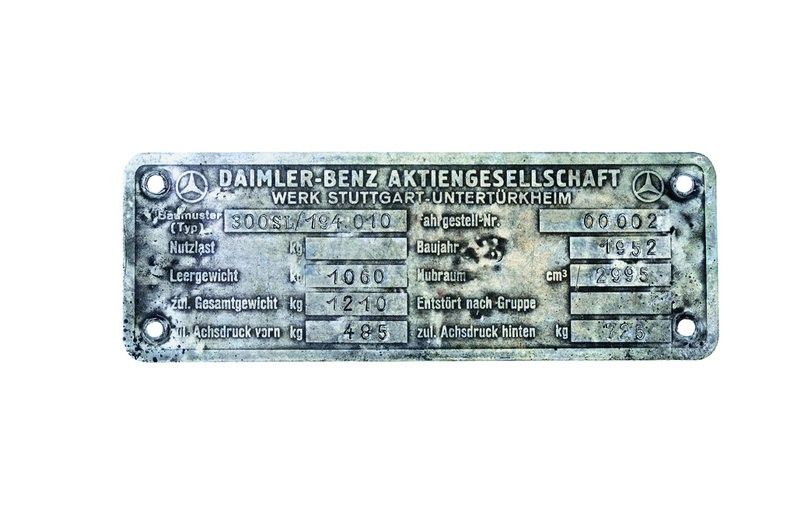 DAIMLER-BENZ AKTIENGESELLSCHAFT
WERK STUTTGART-UNTERTÜRKHEIM
Baumuster (Typ) 300SL/194.010 Fahrgestell-Nr. 00002
Nutzlast kg Baujahr 1952
Leergewicht kg 1060 Hubraum cm³ 2995
zul. Gesamtgewicht kg 1210 Entstört nach Gruppe
zul. Achsdruck vorn kg 485 zul. Achsdruck hinten kg 725